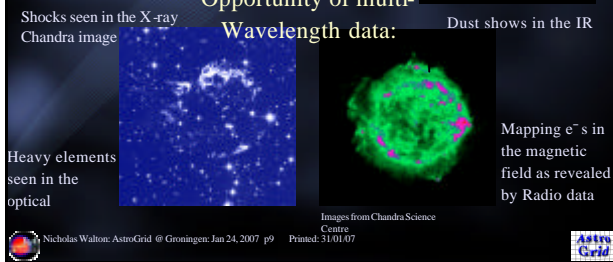 Opportunity of multi-
Wavelength data:
Shocks seen in the X-ray
Chandra image
Dust shows in the IR
Heavy elements
seen in the
optical
Mapping e⁻s in
the magnetic
field as revealed
by Radio data
Images from Chandra Science
Centre
Nicholas Walton: AstroGrid @ Groningen: Jan 24, 2007 p9 Printed: 31/01/07
Astro
Grid